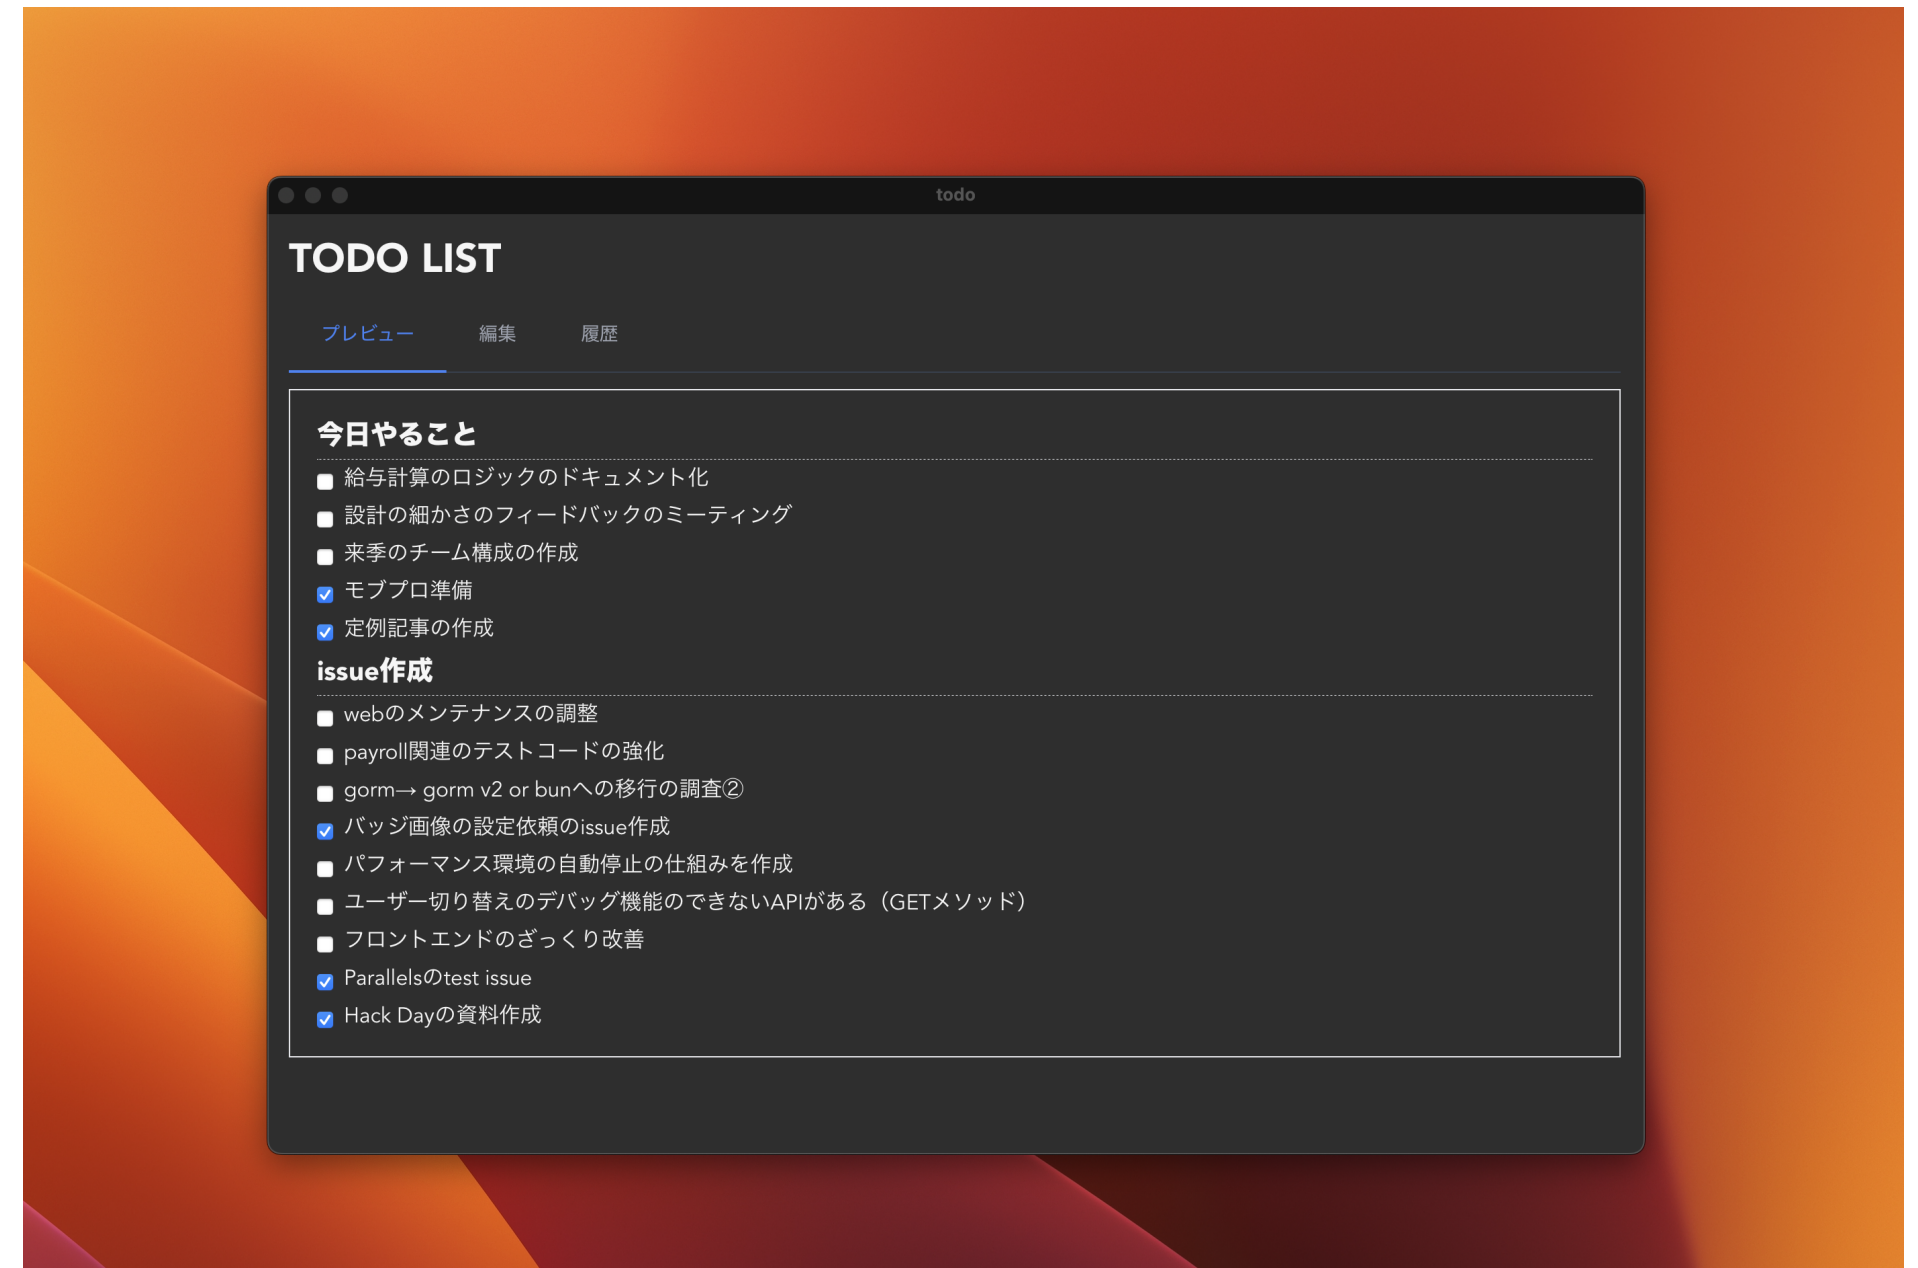 todo
TODO LIST
プレビュー 編集 履歴
今日やること
給与計算のロジックのドキュメント化
設計の細かさのフィードバックのミーティング
来季のチーム構成の作成
モブプロ準備
定例記事の作成
issue作成
webのメンテナンスの調整
payroll関連のテストコードの強化
gorm→ gorm v2 or bunへの移行の調査②
バッジ画像の設定依頼のissue作成
パフォーマンス環境の自動停止の仕組みを作成
ユーザー切り替えのデバッグ機能のできないAPIがある（GETメソッド）
フロントエンドのざっくり改善
Parallelsのtest issue
Hack Dayの資料作成